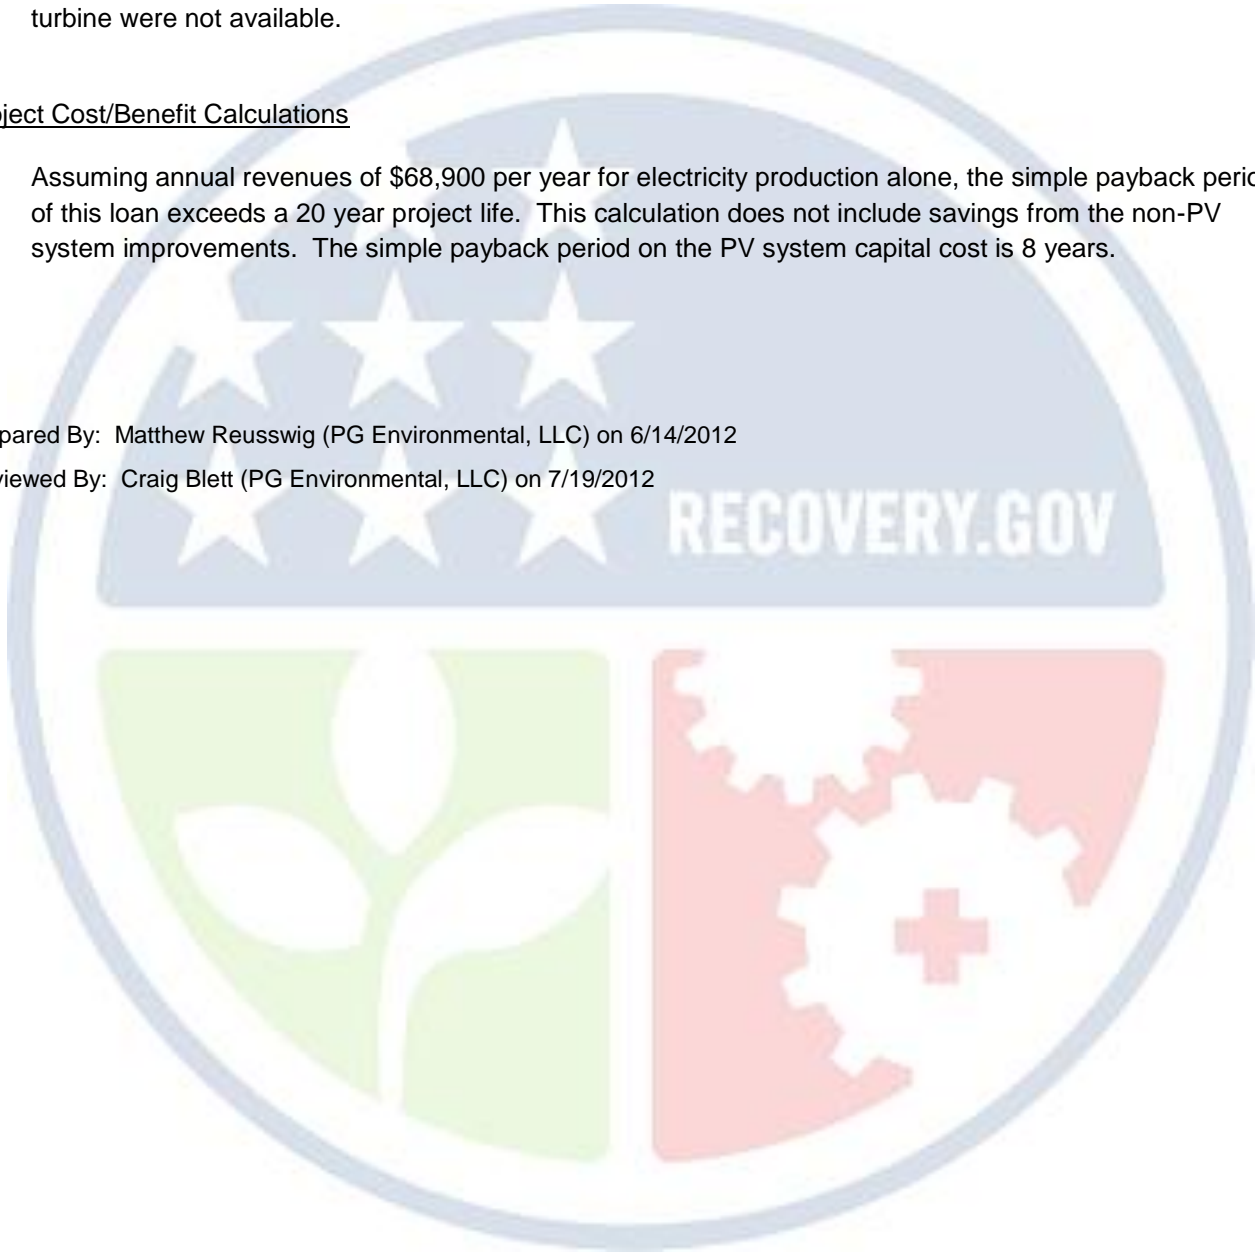 turbine were not available.
ject Cost/Benefit Calculations
Assuming annual revenues of $68,900 per year for electricity production alone, the simple payback perio
of this loan exceeds a 20 year project life. This calculation does not include savings from the non-PV
system improvements. The simple payback period on the PV system capital cost is 8 years.
pared By: Matthew Reusswig (PG Environmental, LLC) on 6/14/2012
viewed By: Craig Blett (PG Environmental, LLC) on 7/19/2012
RECOVERY.GOV